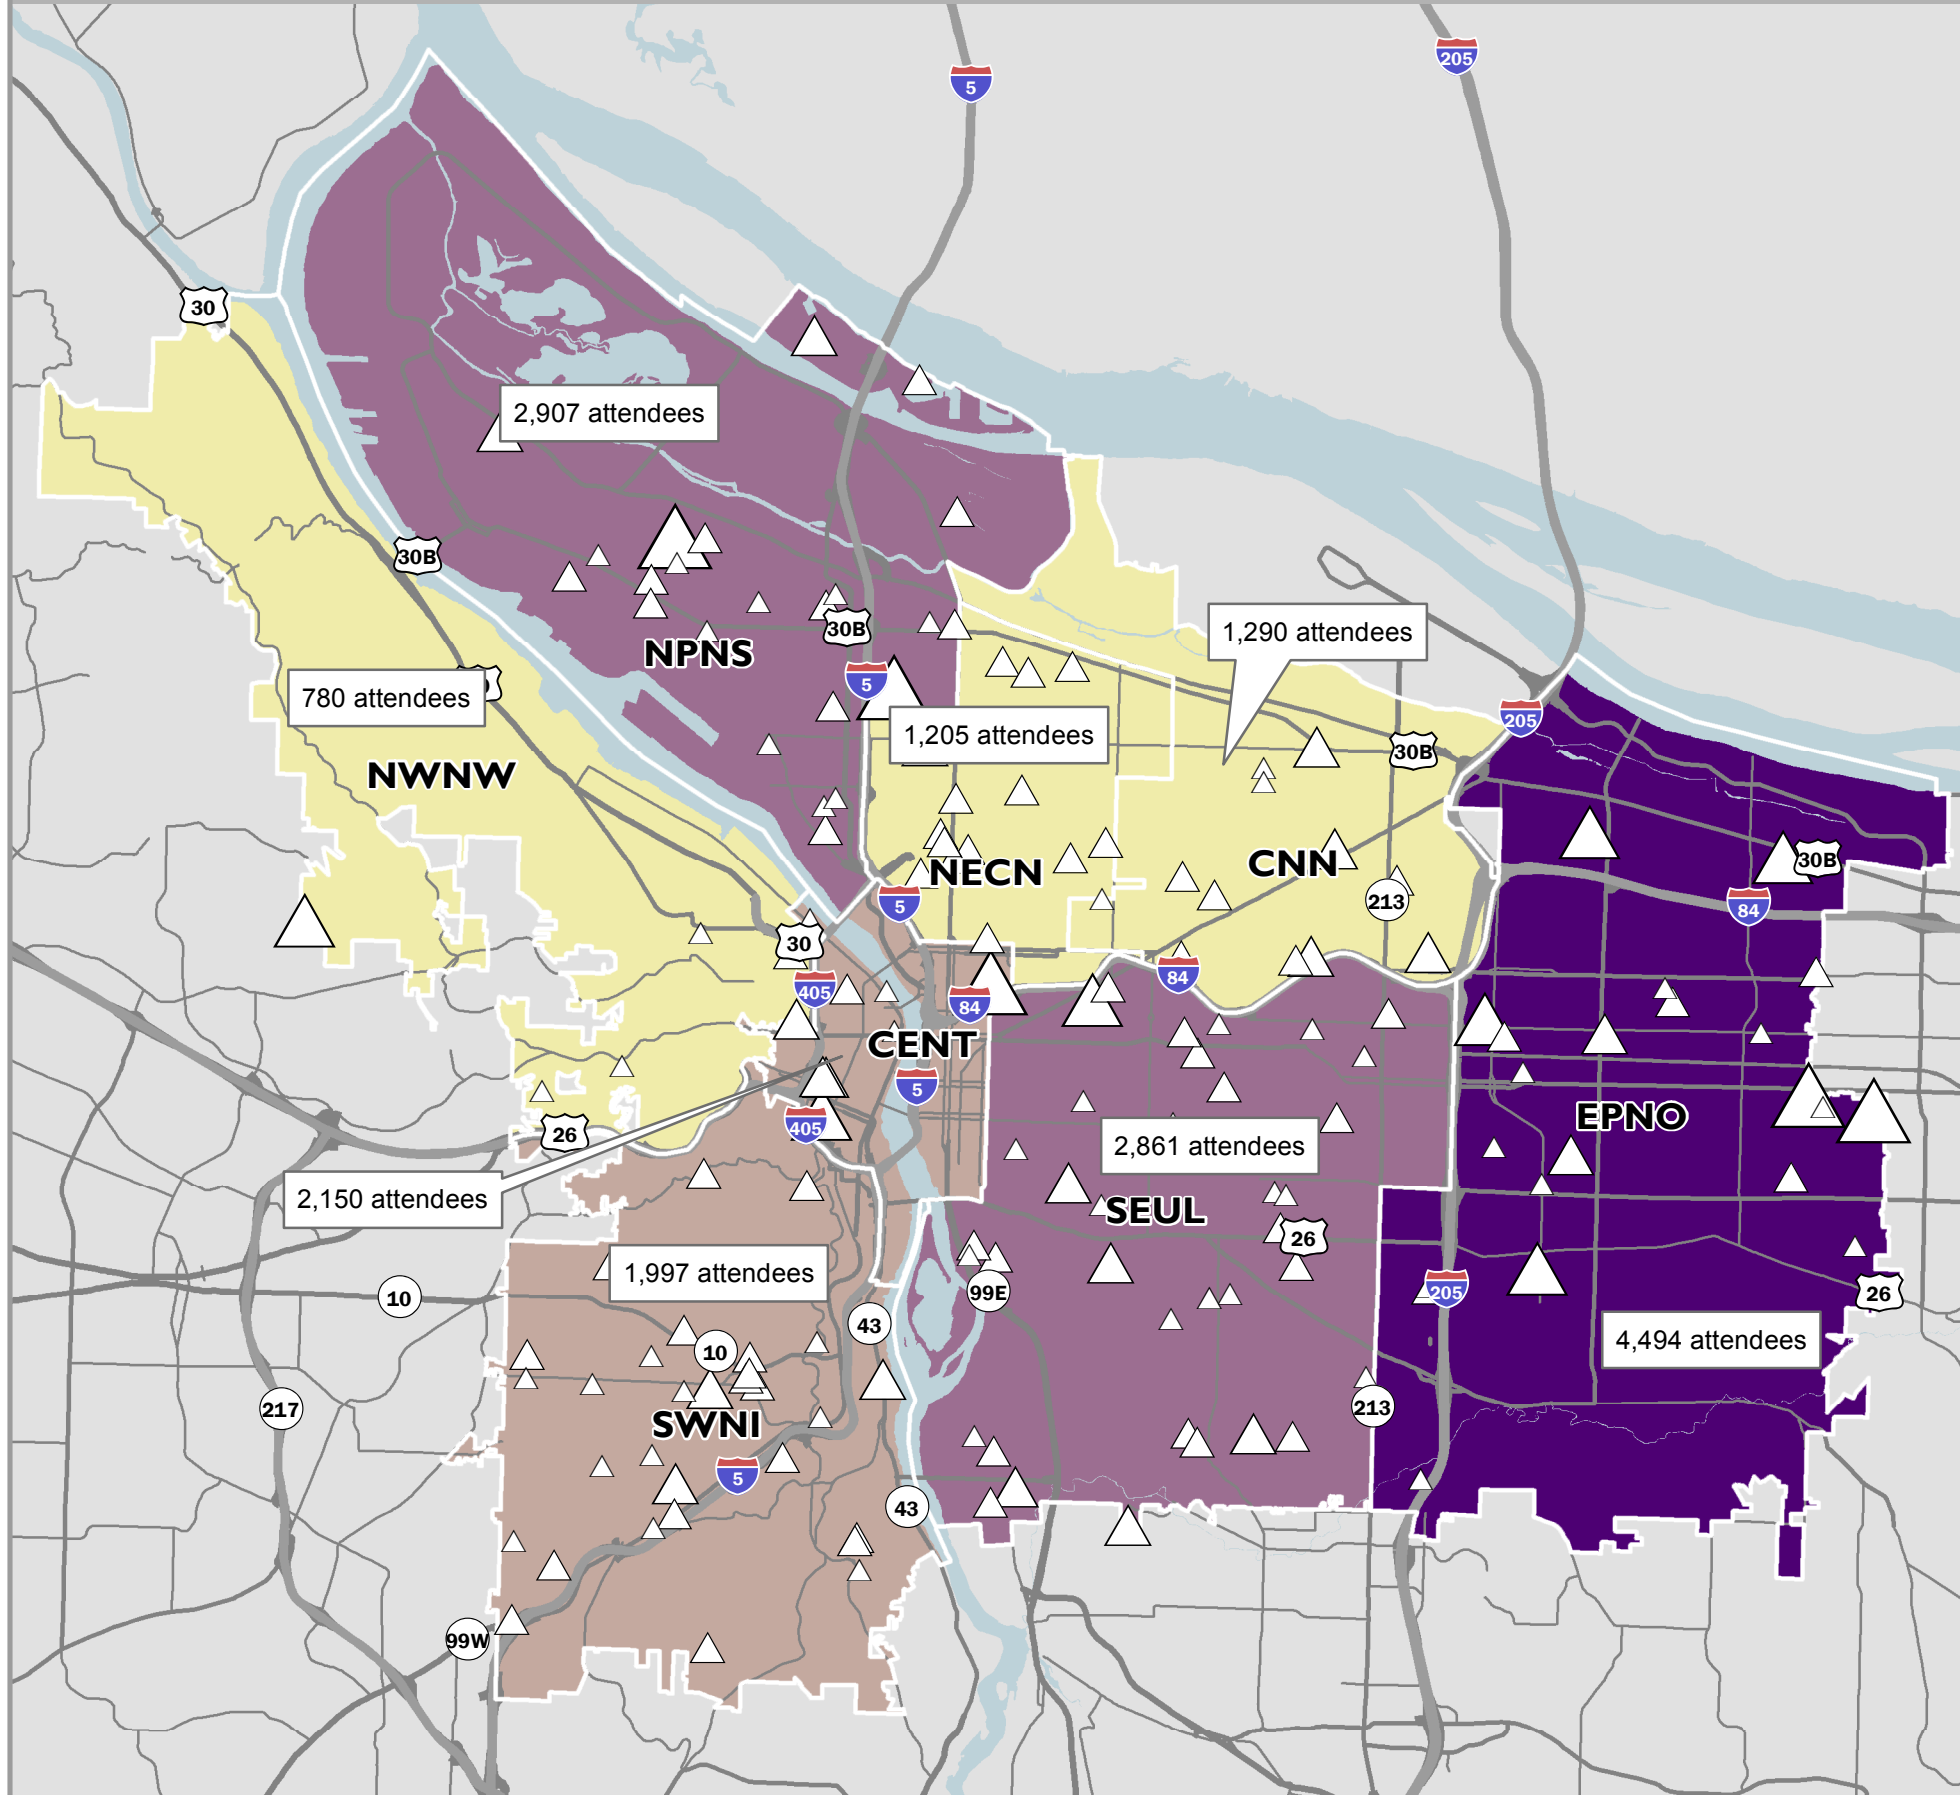 5
205
30
2,907 attendees
30B
1,290 attendees
30B
NPNS
5
780 attendees
205
1,205 attendees
30B
NWNW
30B
CNN
NECN
213
5
84
30
84
405
84
CENT
5
EPNO
405
26
2,861 attendees
2,150 attendees
SEUL
26
1,997 attendees
99E
205
26
10
43
4,494 attendees
10
213
217
SWNI
5
43
99W